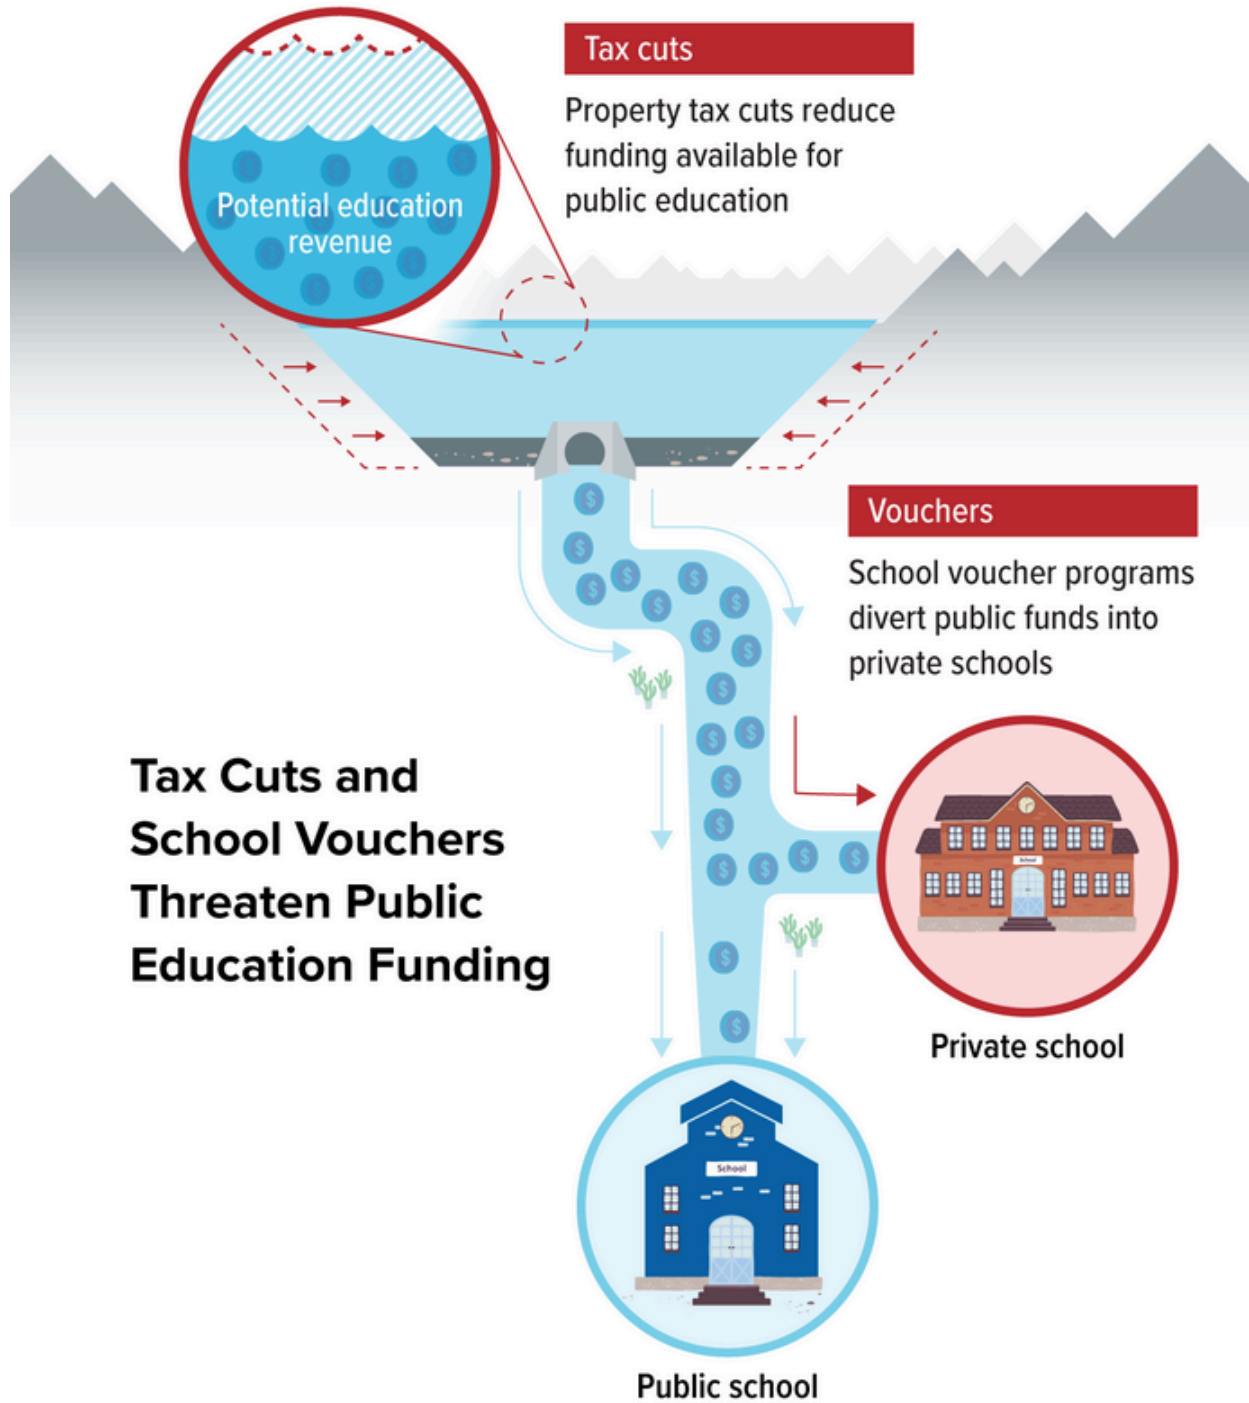 Tax cuts
Property tax cuts reduce
funding available for
public education
Potential education
revenue
Vouchers
School voucher programs
divert public funds into
private schools
Tax Cuts and
School Vouchers
Threaten Public
Education Funding
School
Private school
School
Public school